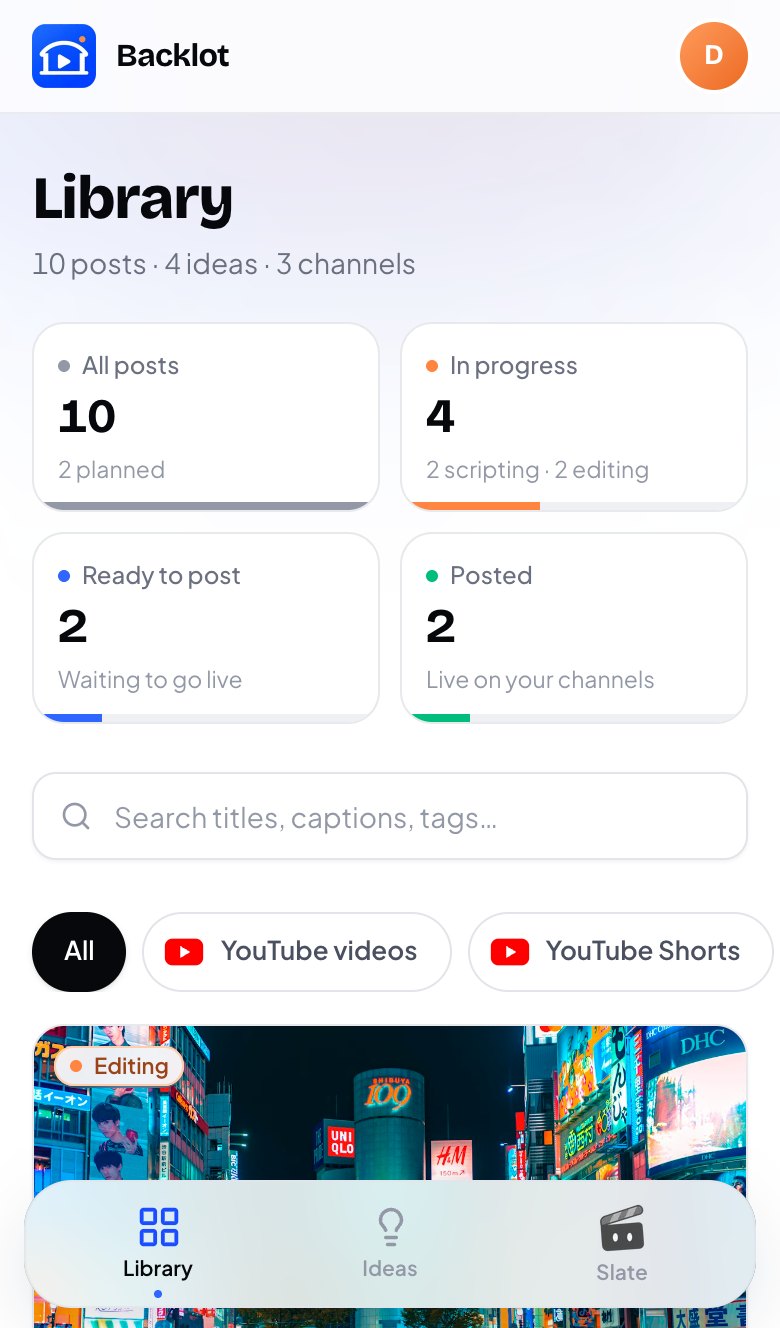 Backlot
D
Library
10 posts · 4 ideas · 3 channels
All posts
10
2 planned
In progress
4
2 scripting · 2 editing
Ready to post
2
Waiting to go live
Posted
2
Live on your channels
Search titles, captions, tags…
All
YouTube videos
YouTube Shorts
Editing
DHC
SHIBUYA
109
UNI
QLO
H&M
150m↗
Library
Ideas
Slate